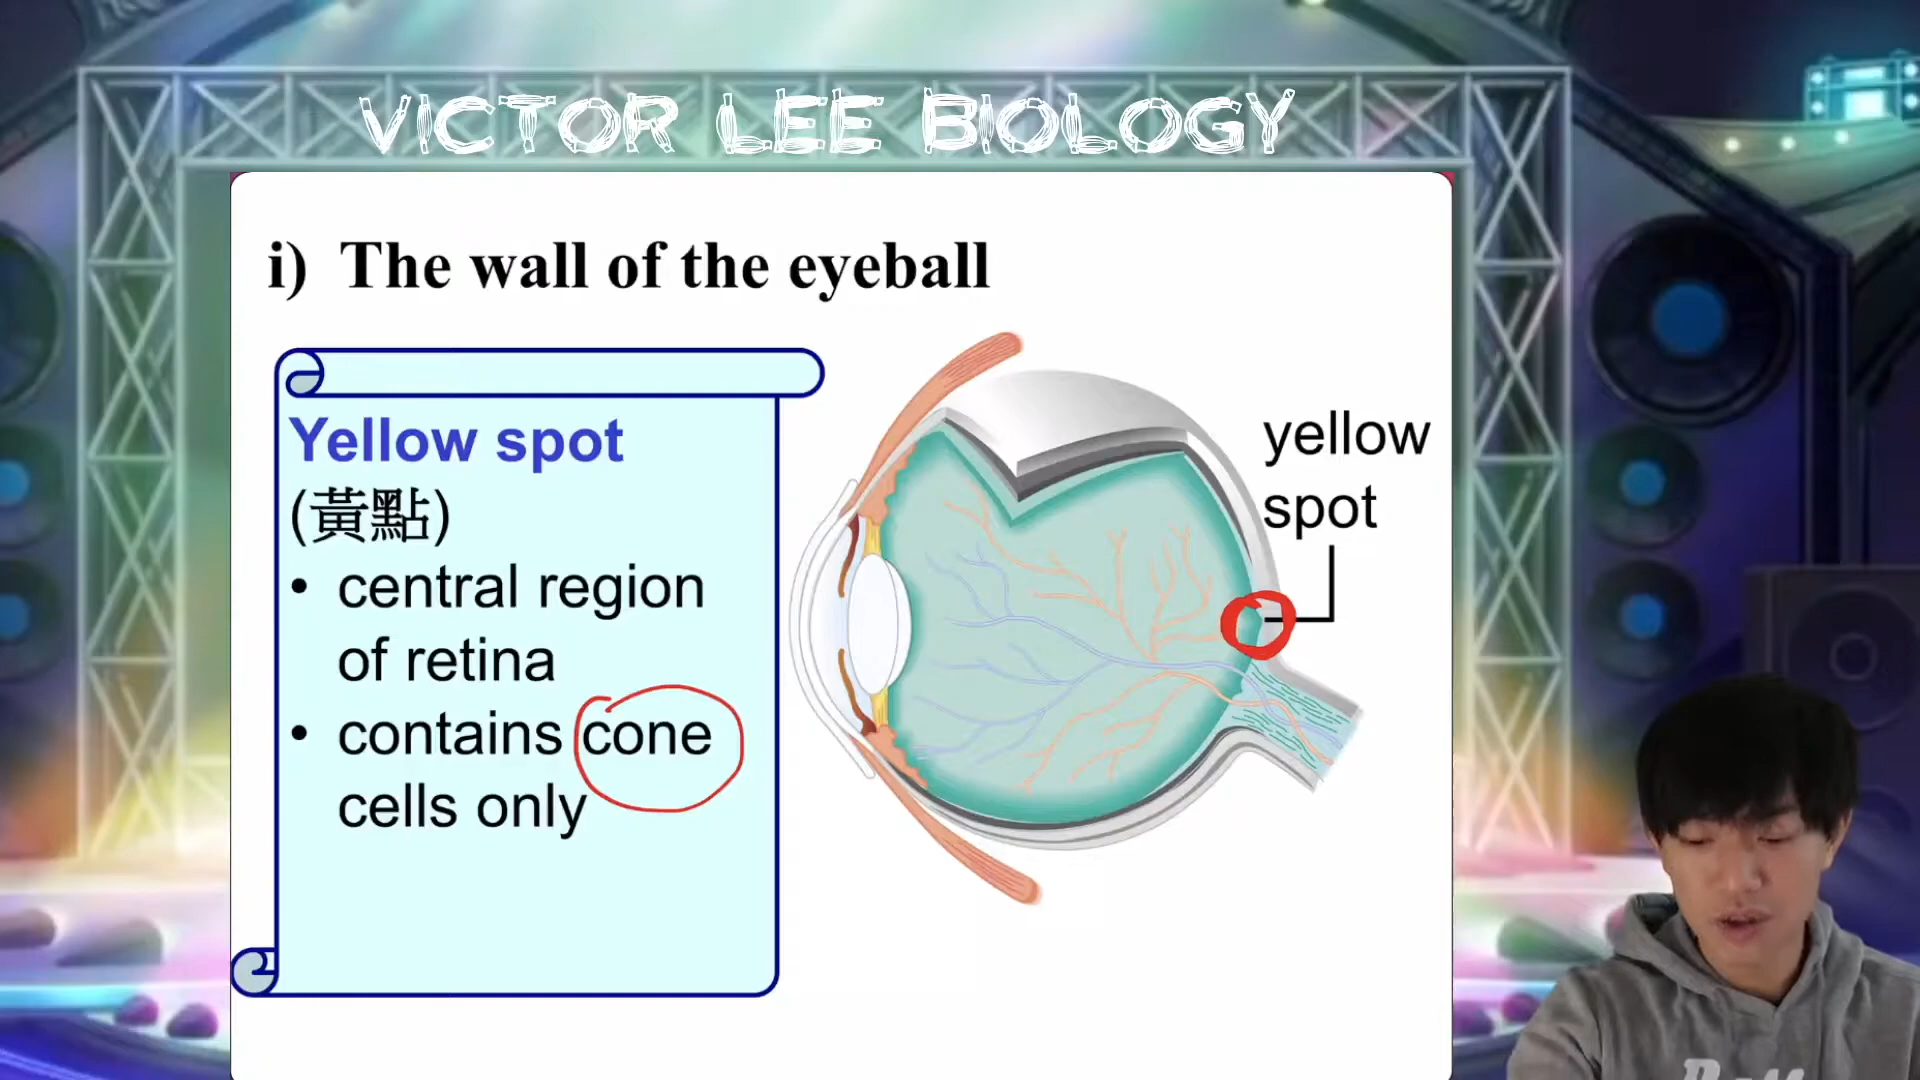 VICTOR LEE BIOLOGY
i) The wall of the eyeball
Yellow spot
(黃點)
• central region
of retina
• contains cone
cells only
yellow
spot